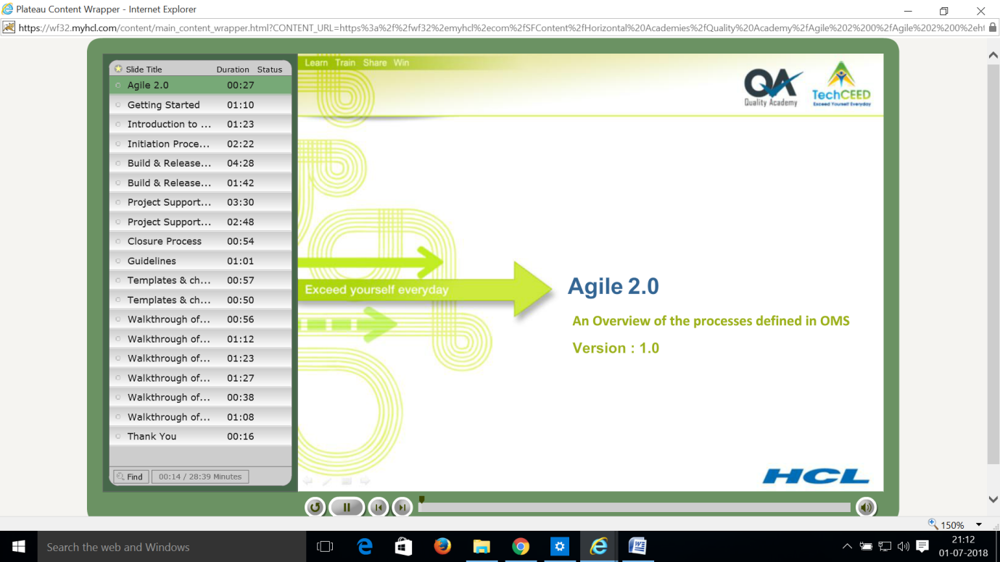 Plateau Content Wrapper - Internet Explorer
https://wf32.myhcl.com/content/main_content_wrapper.html?CONTENT_URL=https%3a%2f%2fwf32%2emyhcl%2ecom%2fSFContent%2fHorizontal%20Academies%2fQuality%20Academy%2fAgile%202%200%2fAgile%202%200%2eht
Slide Title Duration Status
Agile 2.0 00:27
Getting Started 01:10
Introduction to ... 01:23
Initiation Proce... 02:22
Build & Release... 04:28
Build & Release... 01:42
Project Support... 03:30
Project Support... 02:48
Closure Process 00:54
Guidelines 01:01
Templates & ch... 00:57
Templates & ch... 00:50
Walkthrough of... 00:56
Walkthrough of... 01:12
Walkthrough of... 01:23
Walkthrough of... 01:27
Walkthrough of... 00:38
Walkthrough of... 01:08
Thank You 00:16
Find 00:14 / 28:39 Minutes
Learn Train Share Win
QA
Quality Academy
TechCEED
Exceed Yourself Everyday
Exceed yourself everyday
Agile 2.0
An Overview of the processes defined in OMS
Version : 1.0
HCL
150%
Search the web and Windows
21:12
01-07-2018